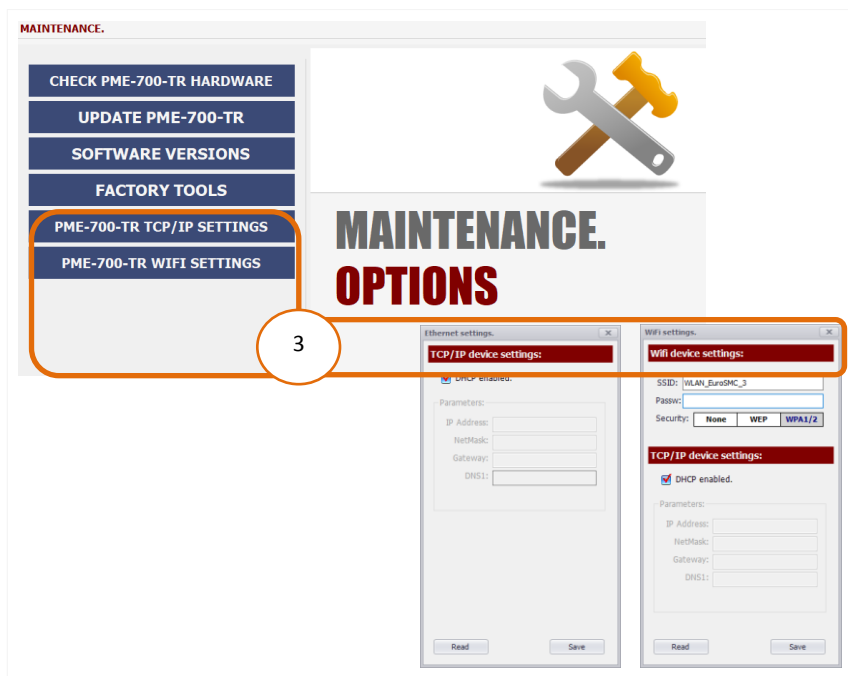 MAINTENANCE.
CHECK PME-700-TR HARDWARE
UPDATE PME-700-TR
SOFTWARE VERSIONS
FACTORY TOOLS
PME-700-TR TCP/IP SETTINGS
PME-700-TR WIFI SETTINGS
MAINTENANCE.
OPTIONS
3
Ethernet settings.
TCP/IP device settings:
DHCP enabled.
Parameters:
IP Address:
NetMask:
Gateway:
DNS1:
Read Save
WiFi settings.
Wifi device settings:
SSID: WLAN_EuroSMC_3
Passw:
Security: None WEP WPA1/2
TCP/IP device settings:
DHCP enabled.
Parameters:
IP Address:
NetMask:
Gateway:
DNS1:
Read Save